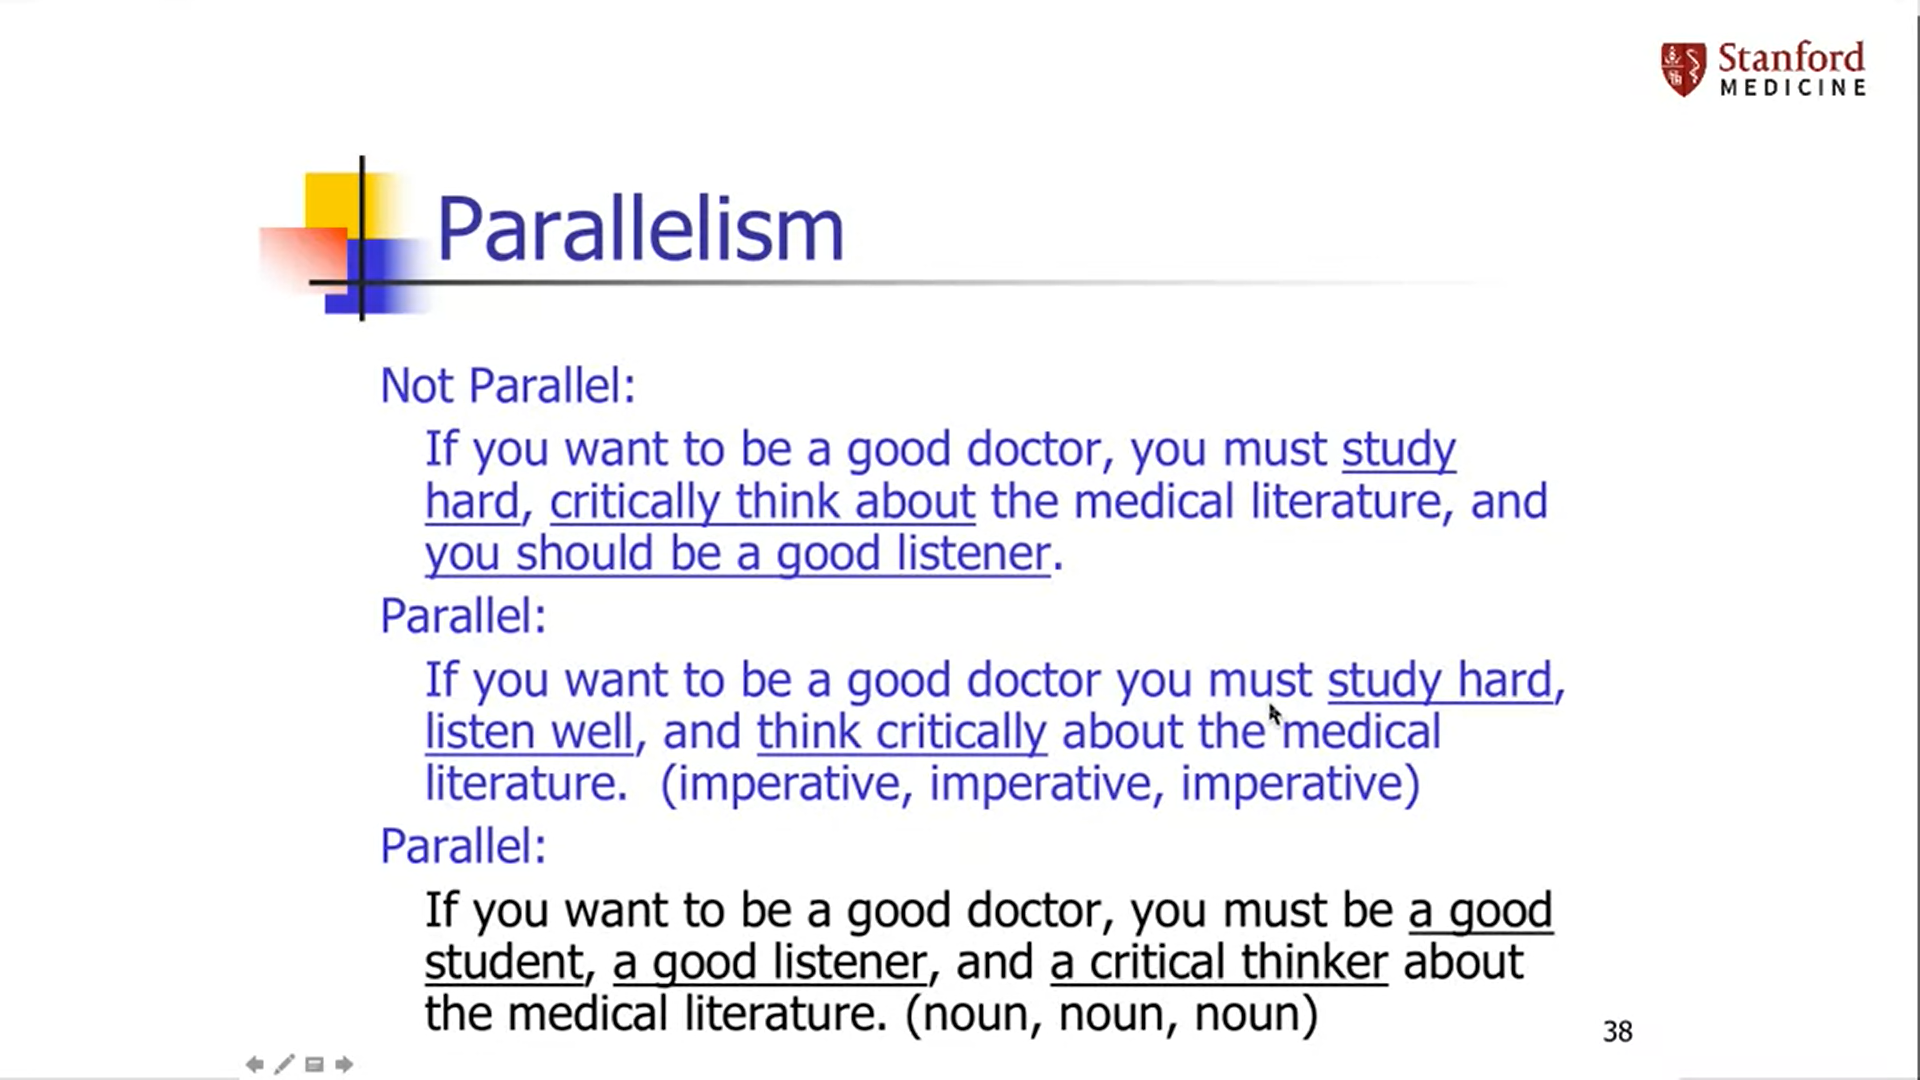 Stanford
MEDICINE
Parallelism
Not Parallel:
If you want to be a good doctor, you must study
hard, critically think about the medical literature, and
you should be a good listener.
Parallel:
If you want to be a good doctor you must study hard,
listen well, and think critically about the medical
literature. (imperative, imperative, imperative)
Parallel:
If you want to be a good doctor, you must be a good
student, a good listener, and a critical thinker about
the medical literature. (noun, noun, noun)
38